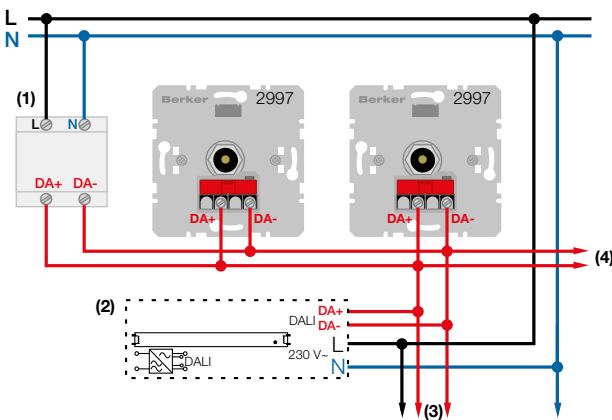 L
N
(1)
L N
DA+ DA-
Berker 2997
DA+ DA-
Berker 2997
DA+ DA-
(4)
(2)
DALI DA+
DA-
L
230 V~
N
DALI
(3)